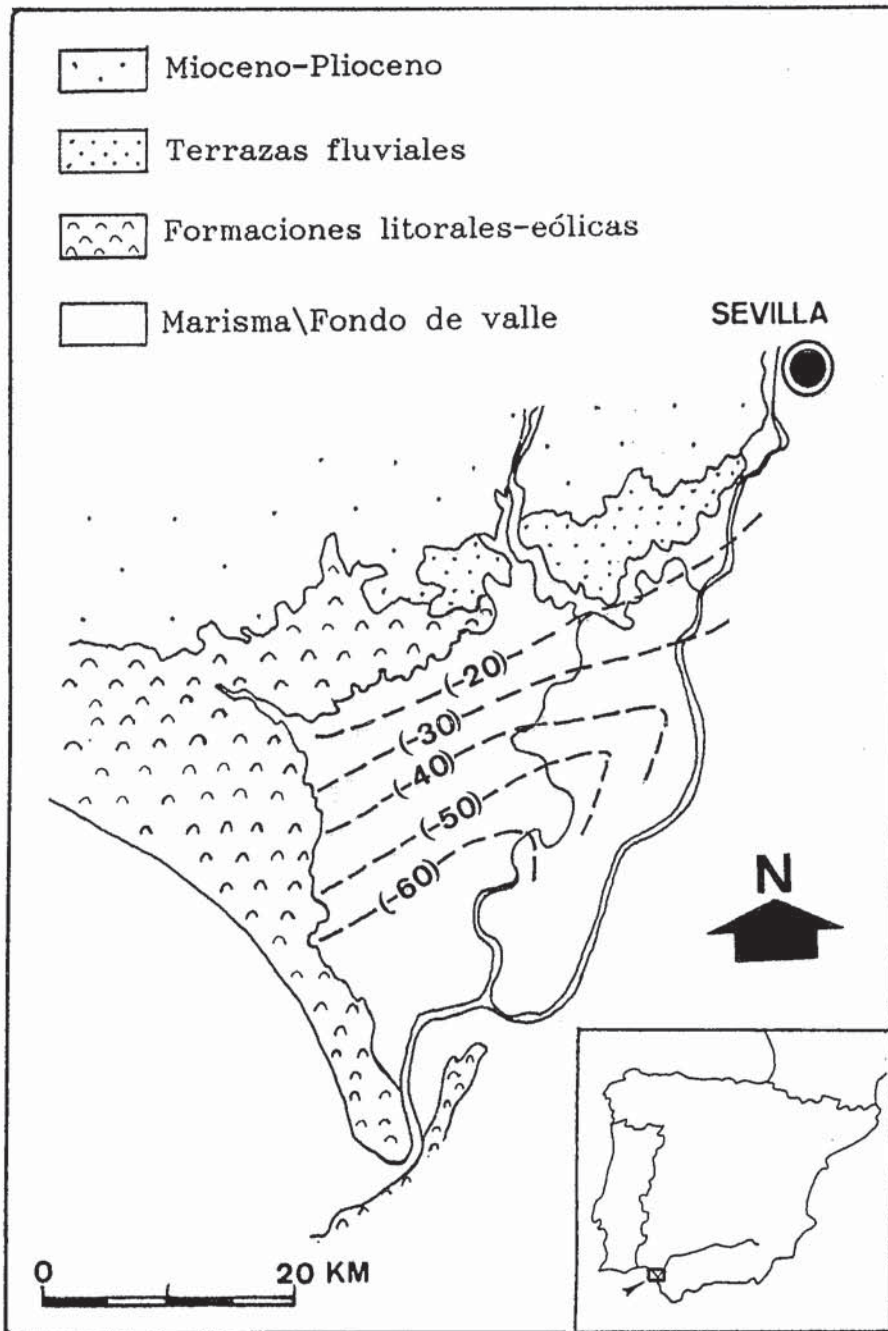 Mioceno-Plioceno
Terrazas fluviales
Formaciones litorales-eólicas
Marisma\Fondo de valle
SEVILLA
(-20)
(-30)
(-40)
(-50)
(-60)
N
0 20 KM